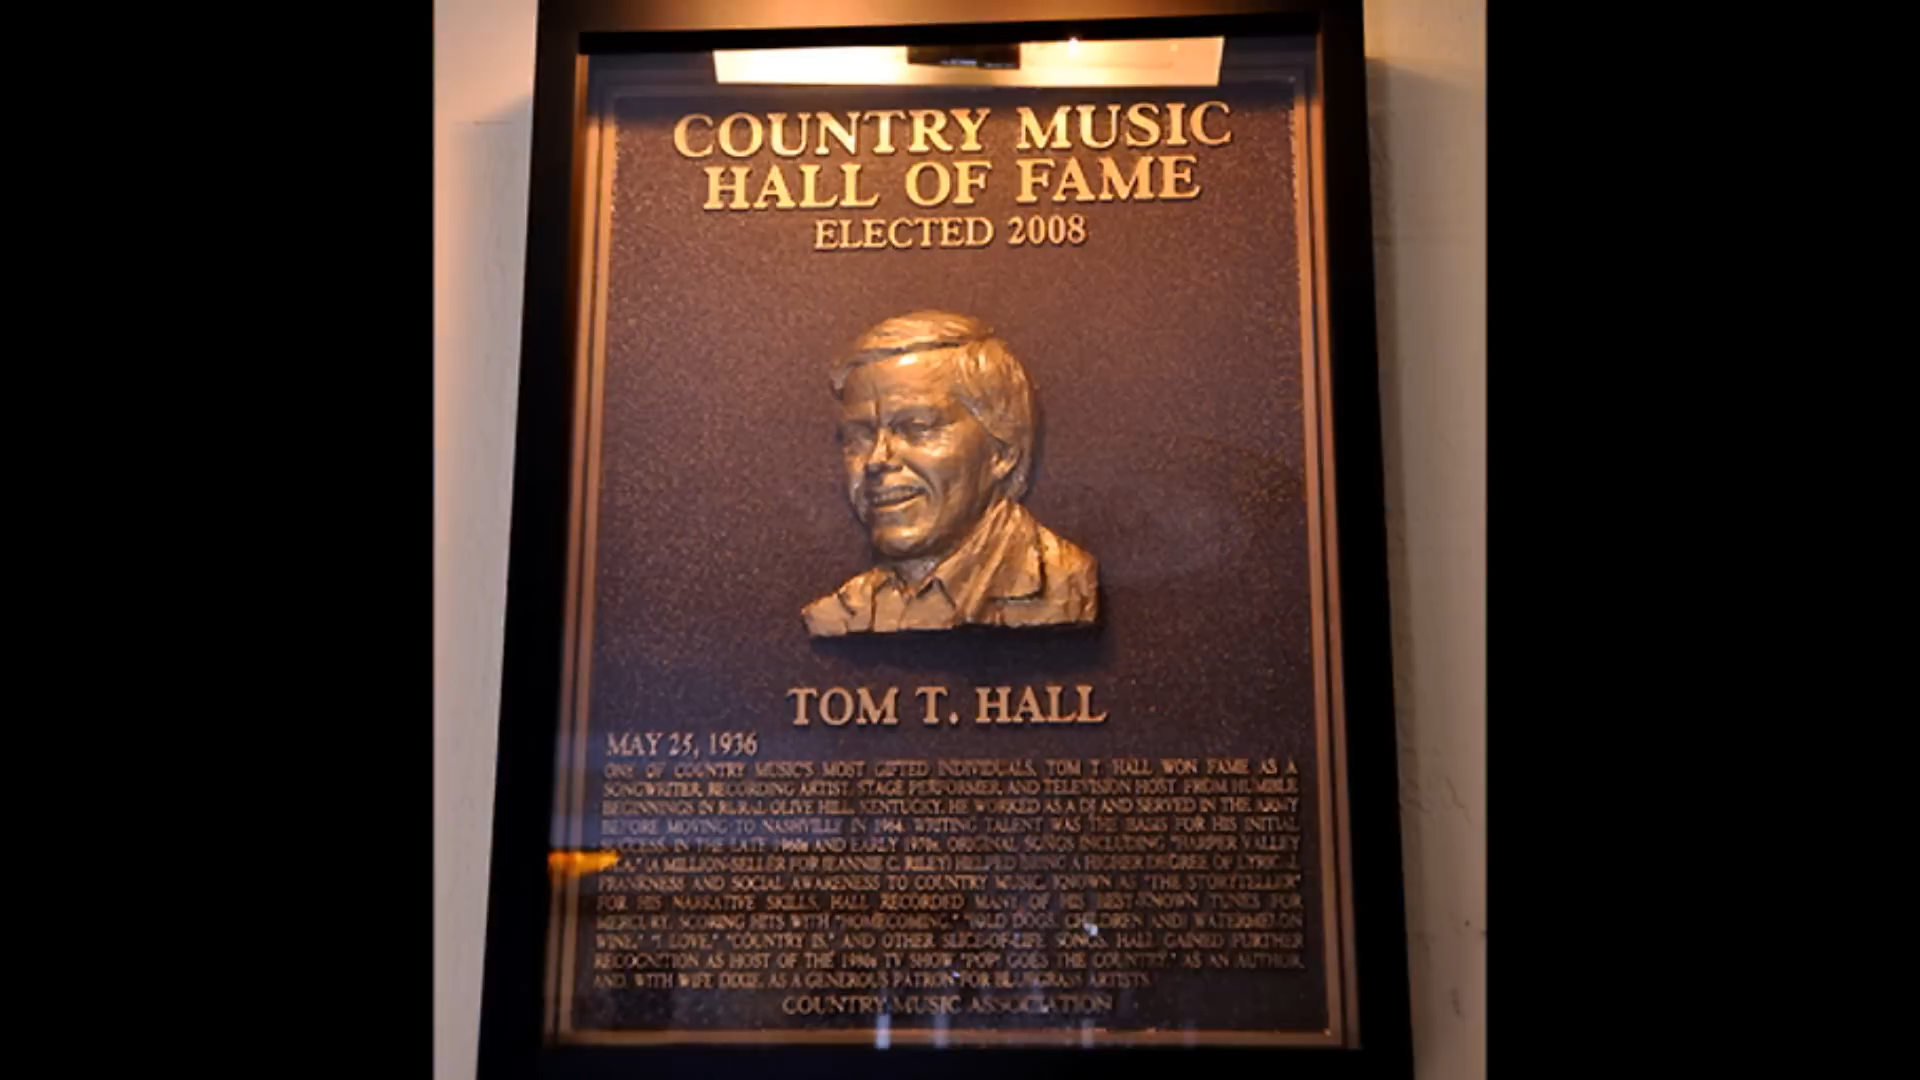 COUNTRY MUSIC
HALL OF FAME
ELECTED 2008
TOM T. HALL
MAY 25, 1936
ONE OF COUNTRY MUSIC'S MOST GIFTED INDIVIDUALS, TOM T. HALL WON FAME AS A
SONGWRITER, RECORDING ARTIST, STAGE PERFORMER, AND TELEVISION HOST. FROM HUMBLE
BEGINNINGS IN RURAL OLIVE HILL, KENTUCKY, HE WORKED AS A DJ AND SERVED IN THE ARMY
BEFORE MOVING TO NASHVILLE IN 1964. WRITING TALENT WAS THE BASIS FOR HIS INITIAL
SUCCESS. IN THE LATE 1960s AND EARLY 1970s, ORIGINAL SONGS INCLUDING "HARPER VALLEY
(A MILLION-SELLER FOR JEANNIE C. RILEY) HELPED BRING A HIGHER DEGREE OF LYRICAL
FRANKNESS AND SOCIAL AWARENESS TO COUNTRY MUSIC. KNOWN AS "THE STORYTELLER"
FOR HIS NARRATIVE SKILLS, HALL RECORDED MANY OF HIS BEST-KNOWN TUNES FOR
MERCURY, SCORING HITS WITH "HOMECOMING," "(OLD DOGS, CHILDREN AND) WATERMELON
WINE," "I LOVE," "COUNTRY IS," AND OTHER SLICE-OF-LIFE SONGS. HALL GAINED FURTHER
RECOGNITION AS HOST OF THE 1980s TV SHOW "POP! GOES THE COUNTRY," AS AN AUTHOR,
AND, WITH WIFE DIXIE, AS A GENEROUS PATRON FOR BLUEGRASS ARTISTS.
COUNTRY MUSIC ASSOCIATION